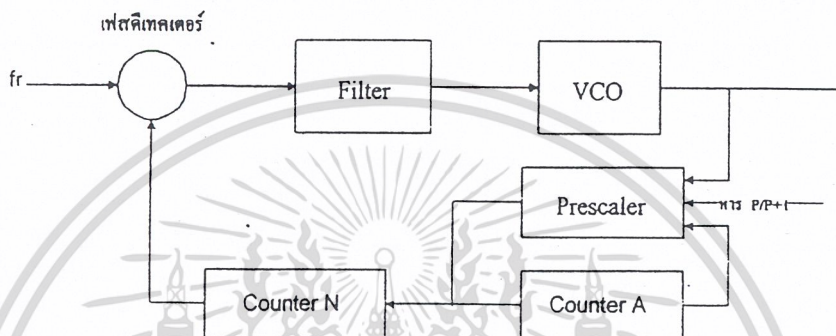 เฟสดีเทคเตอร์
fr
Filter
VCO
Prescaler
หาร P/P+1
Counter N
Counter A